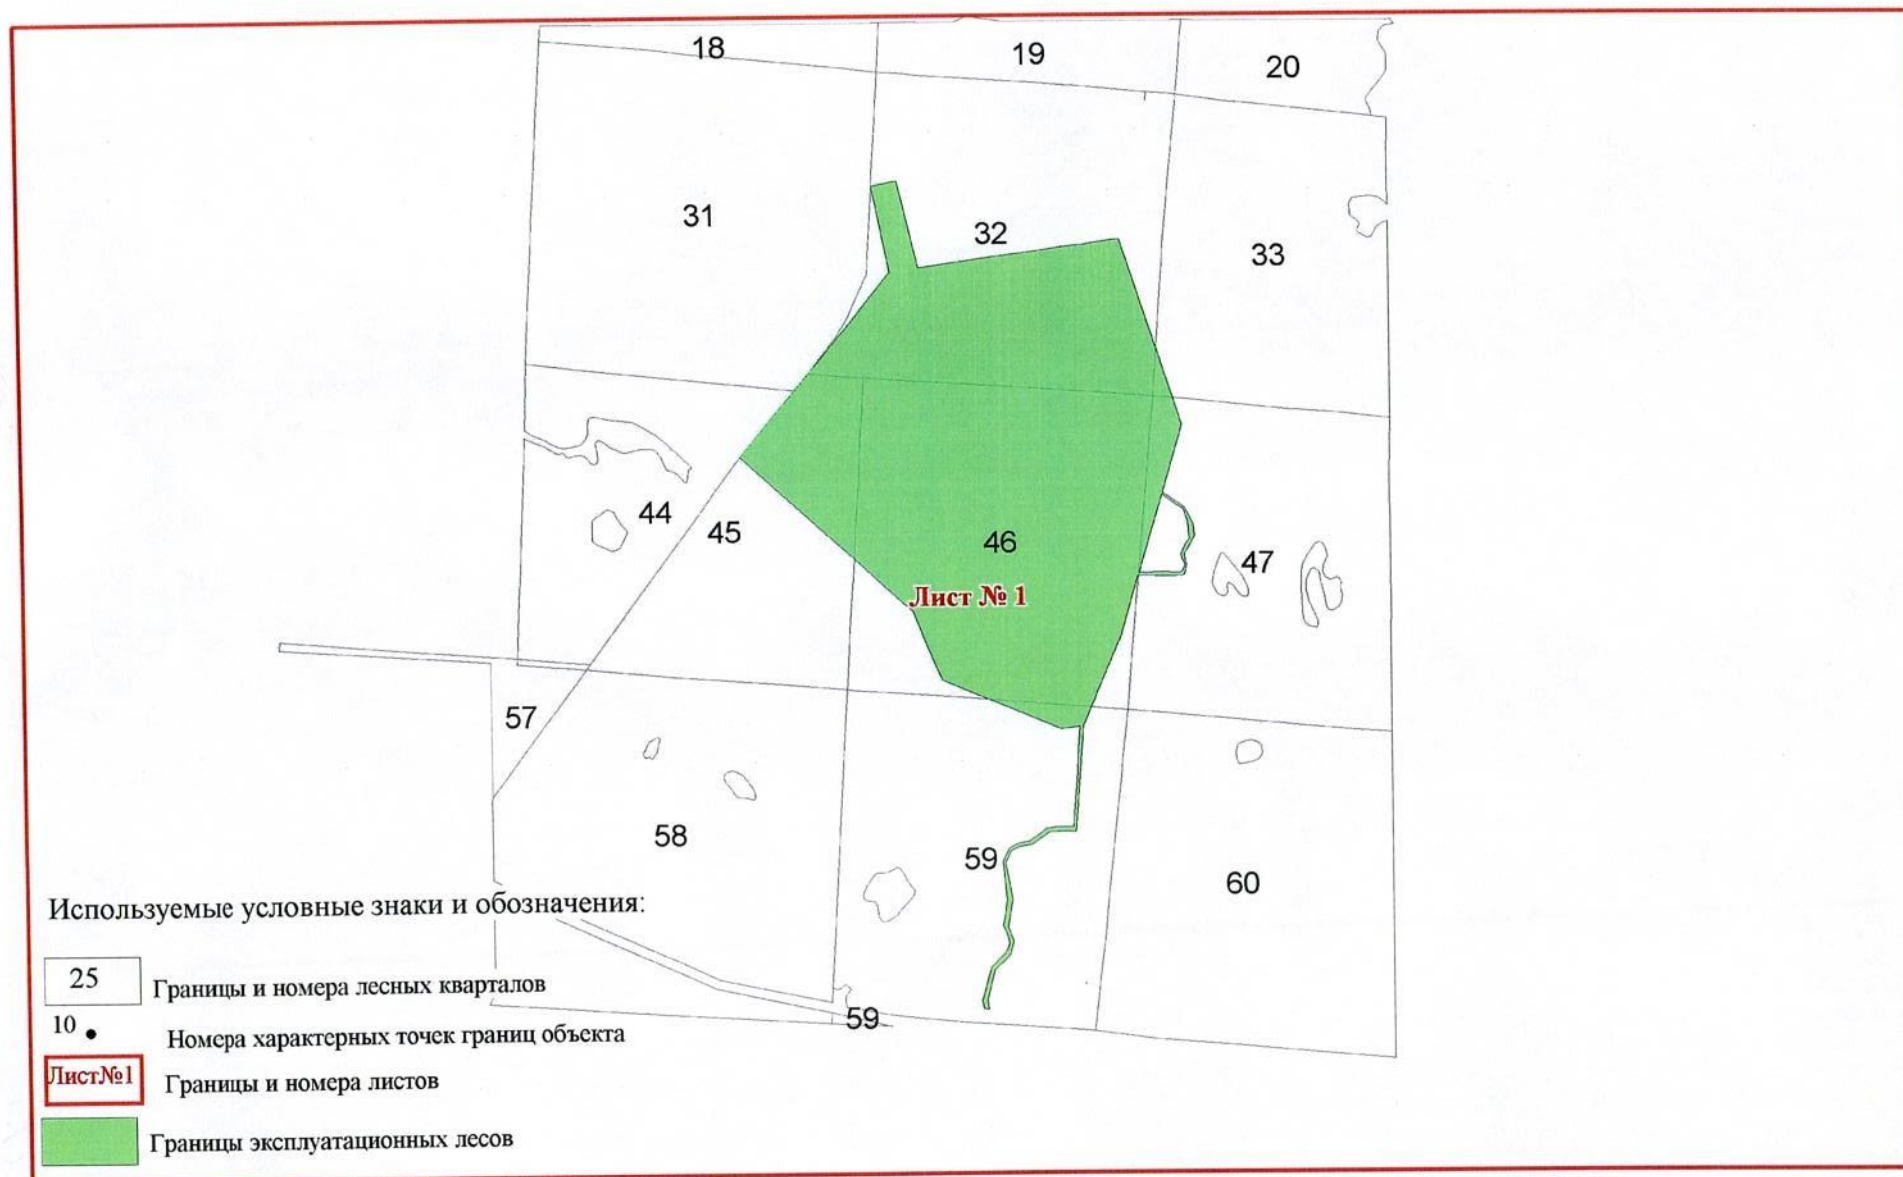 18
19
20
31
32
33
44
45
46
47
Лист № 1
57
58
59
60
59
Используемые условные знаки и обозначения:
25 Границы и номера лесных кварталов
10 Номера характерных точек границ объекта
Лист№1 Границы и номера листов
Границы эксплуатационных лесов